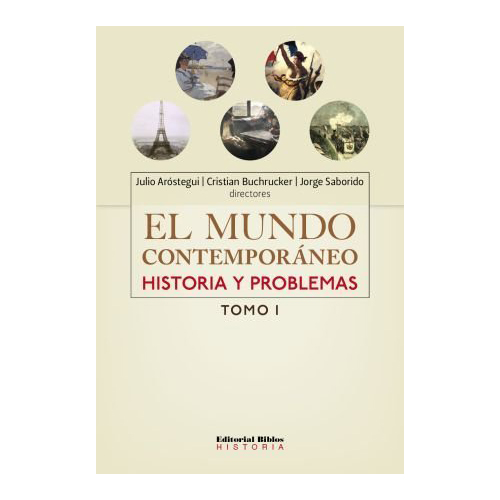 Julio Aróstegui | Cristian Buchrucker | Jorge Saborido
directores
EL MUNDO
CONTEMPORÁNEO
HISTORIA Y PROBLEMAS
TOMO I
Editorial Biblos
HISTORIA